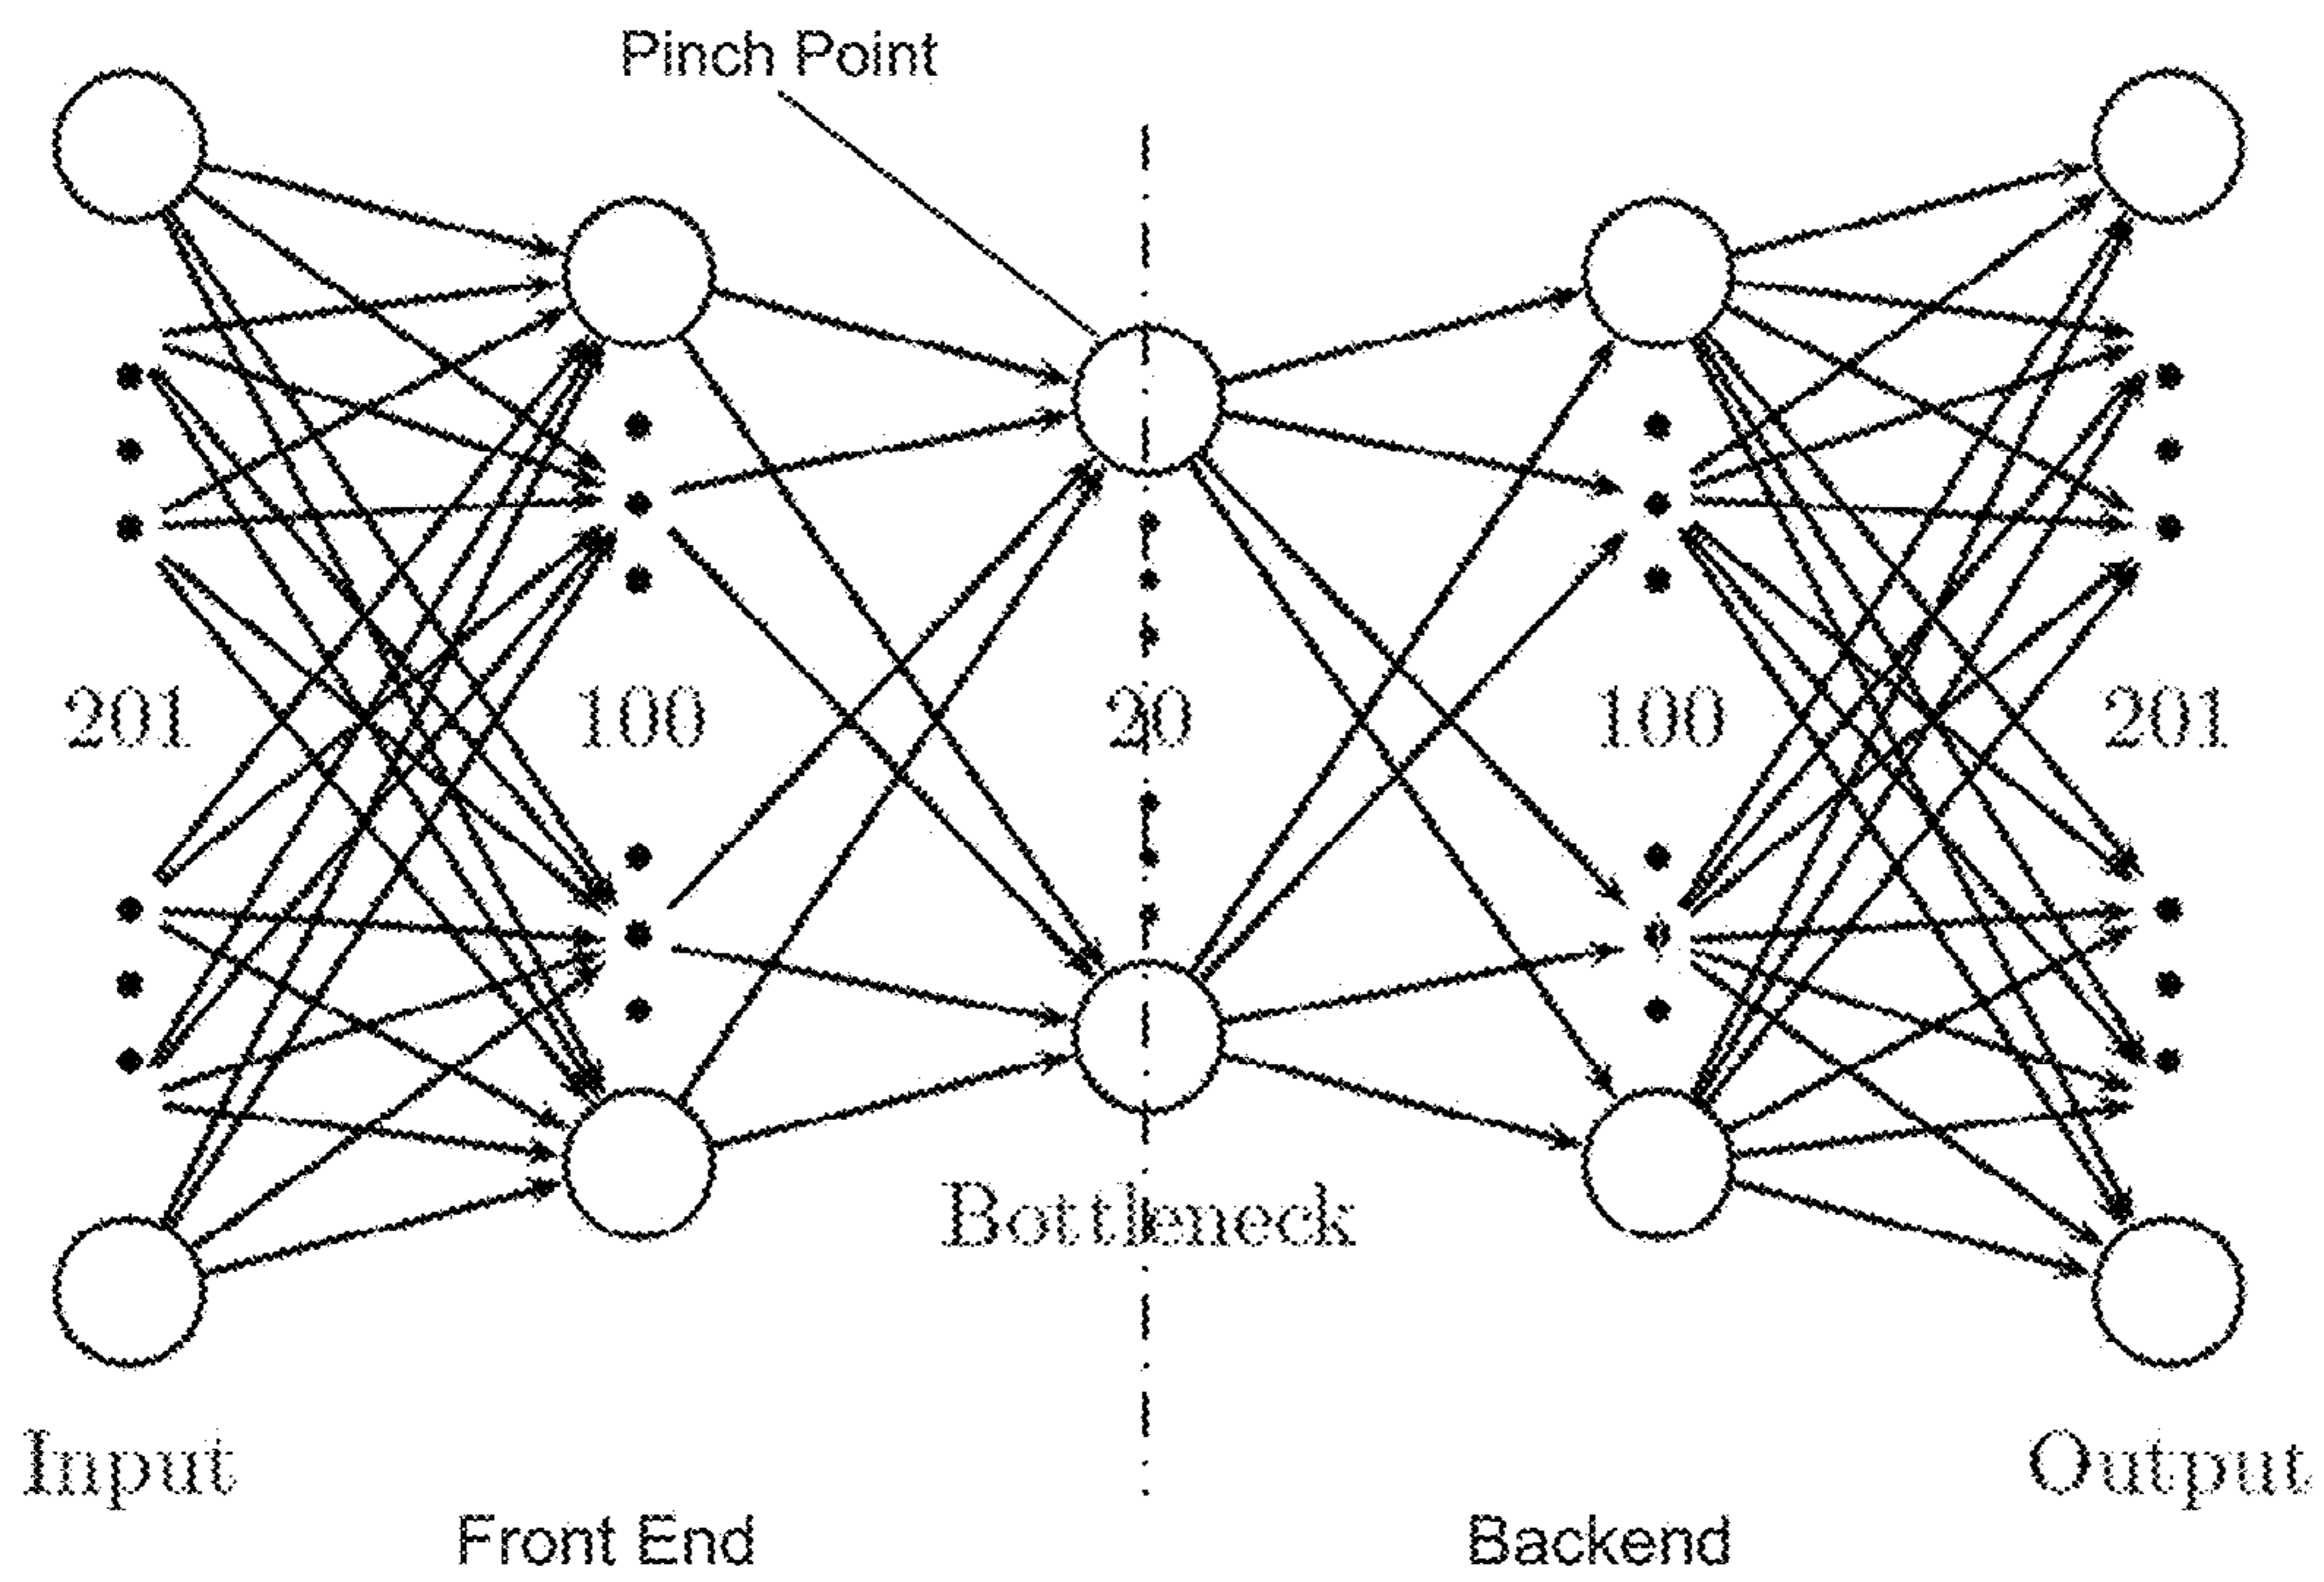 Pinch Point
201 100 20 100 201
Bottleneck
Input Output
Front End Backend